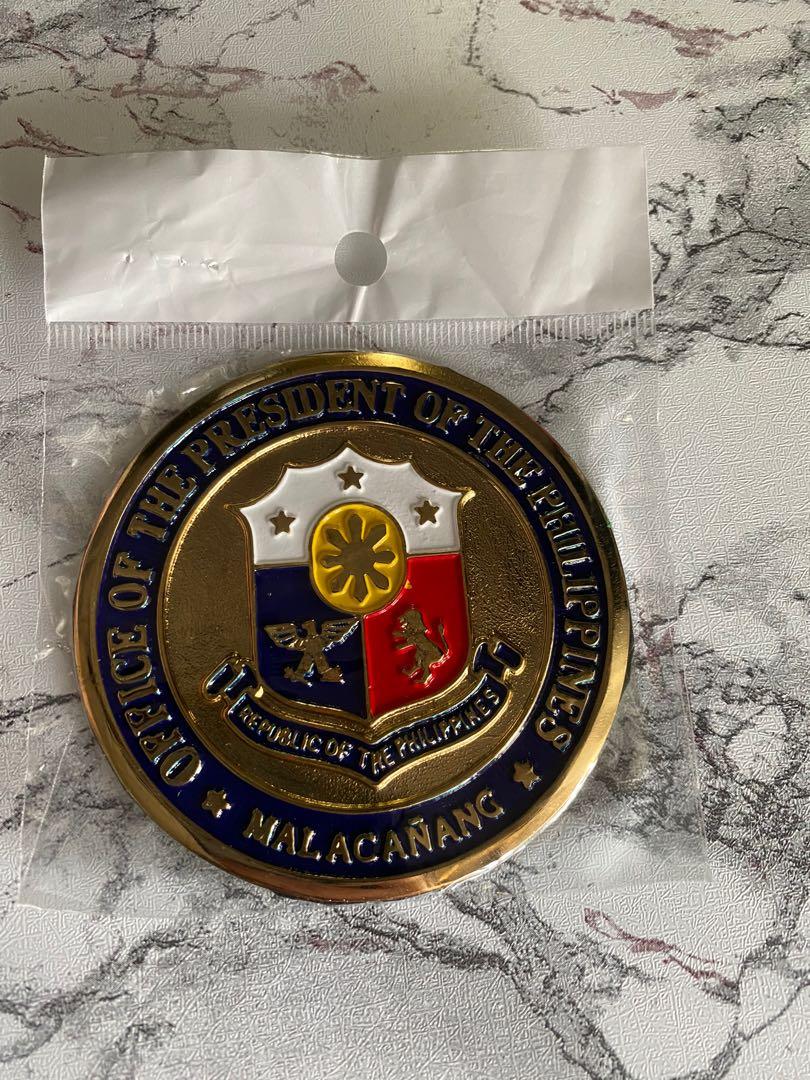 OFFICE OF THE PRESIDENT OF THE PHILIPPINES
REPUBLIC OF THE PHILIPPINES
MALACAÑANG